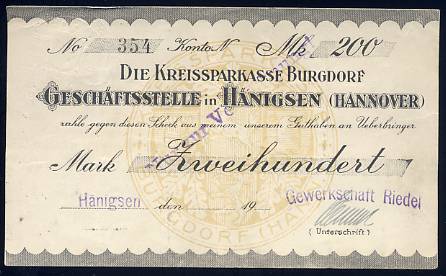 No 354 Konto N. Mk 200
DIE KREISSPARKASSE BURGDORF
GESCHÄFTSSTELLE in HÄNIGSEN (HANNOVER)
zahle gegen diesen Scheck aus meinem unserem Guthaben an Ueberbringer
Mark Zweihundert
Hänigsen den 19
Gewerkschaft Riedel
(Unterschrift)